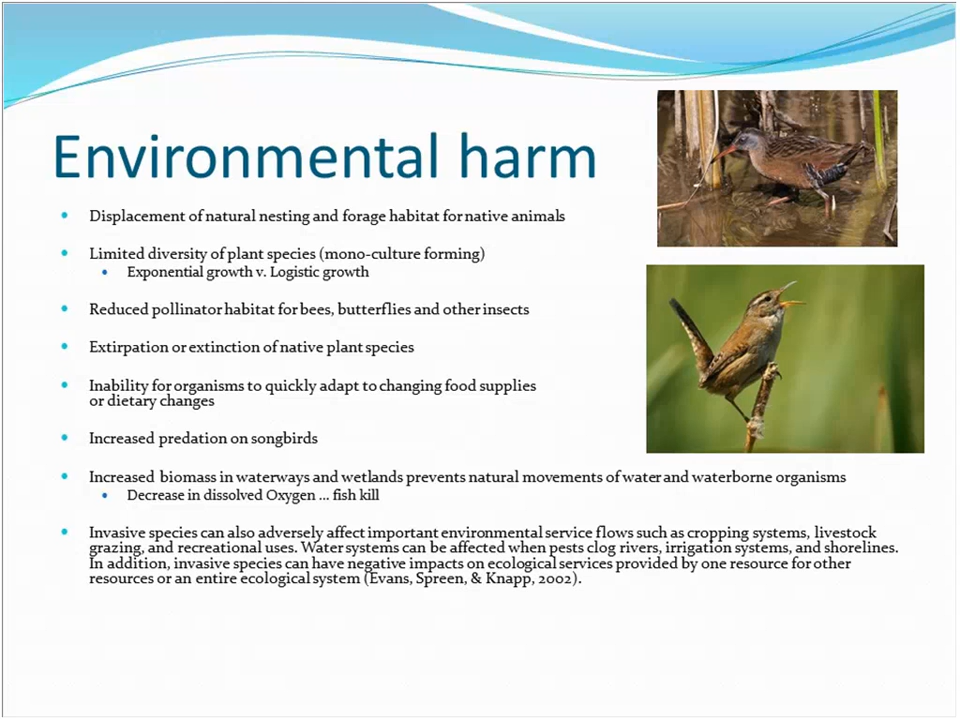 Environmental harm
• Displacement of natural nesting and forage habitat for native animals
• Limited diversity of plant species (mono-culture forming)
• Exponential growth v. Logistic growth
• Reduced pollinator habitat for bees, butterflies and other insects
• Extirpation or extinction of native plant species
• Inability for organisms to quickly adapt to changing food supplies
or dietary changes
• Increased predation on songbirds
• Increased biomass in waterways and wetlands prevents natural movements of water and waterborne organisms
• Decrease in dissolved Oxygen ... fish kill
• Invasive species can also adversely affect important environmental service flows such as cropping systems, livestock
grazing, and recreational uses. Water systems can be affected when pests clog rivers, irrigation systems, and shorelines.
In addition, invasive species can have negative impacts on ecological services provided by one resource for other
resources or an entire ecological system (Evans, Spreen, & Knapp, 2002).